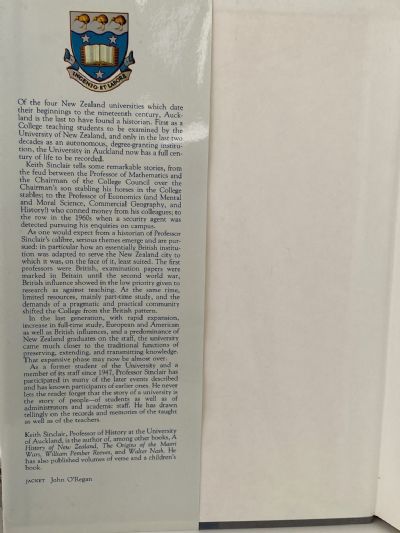 INGENIO ET LABORE
Of the four New Zealand universities which date
their beginnings to the nineteenth century, Auck-
land is the last to have found a historian. First as a
College teaching students to be examined by the
University of New Zealand, and only in the last two
decades as an autonomous, degree-granting institu-
tion, the University in Auckland now has a full cen-
tury of life to be recorded.
Keith Sinclair tells some remarkable stories, from
the feud between the Professor of Mathematics and
the Chairman of the College Council over the
Chairman's son stabling his horses in the College
stables; to the Professor of Economics (and Mental
and Moral Science, Commercial Geography, and
History!) who conned money from his colleagues; to
the row in the 1960s when a security agent was
detected pursuing his enquiries on campus.
As one would expect from a historian of Professor
Sinclair's calibre, serious themes emerge and are pur-
sued: in particular how an essentially British institu-
tion was adapted to serve the New Zealand city to
which it was, on the face of it, least suited. The first
professors were British, examination papers were
marked in Britain until the second world war,
British influence showed in the low priority given to
research as against teaching. At the same time,
limited resources, mainly part-time study, and the
demands of a pragmatic and practical community
shifted the College from the British pattern.
In the last generation, with rapid expansion,
increase in full-time study, European and American
as well as British influences, and a predominance of
New Zealand graduates on the staff, the university
came much closer to the traditional functions of
preserving, extending, and transmitting knowledge.
That expansive phase may now be almost over.
As a former student of the University and a
member of its staff since 1947, Professor Sinclair has
participated in many of the later events described
and has known participants of earlier ones. He never
lets the reader forget that the story of a university is
the story of people—of students as well as of
administrators and academic staff. He has drawn
tellingly on the records and memories of the taught
as well as of the teachers.
Keith Sinclair, Professor of History at the University
of Auckland, is the author of, among other books, A
History of New Zealand, The Origins of the Maori
Wars, William Pember Reeves, and Walter Nash. He
has also published volumes of verse and a children's
book.
JACKET John O'Regan